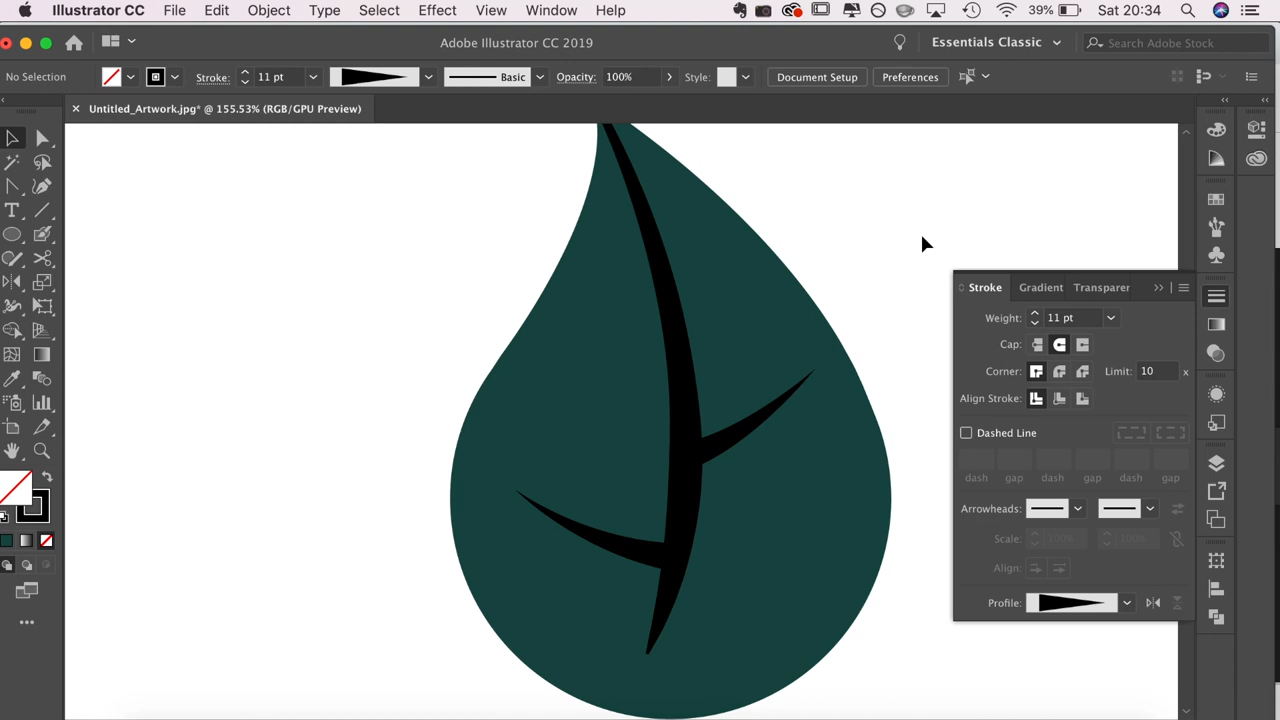 Illustrator CC File Edit Object Type Select Effect View Window Help 39% Sat 20:34
Adobe Illustrator CC 2019 Essentials Classic Search Adobe Stock
No Selection Stroke: 11 pt Basic Opacity: 100% Style: Document Setup Preferences
× Untitled_Artwork.jpg* @ 155.53% (RGB/GPU Preview)
Stroke Gradient Transparer
Weight: 11 pt
Cap:
Corner: Limit: 10 x
Align Stroke:
Dashed Line
dash gap dash gap dash gap
Arrowheads:
Scale: 100% 100%
Align:
Profile: